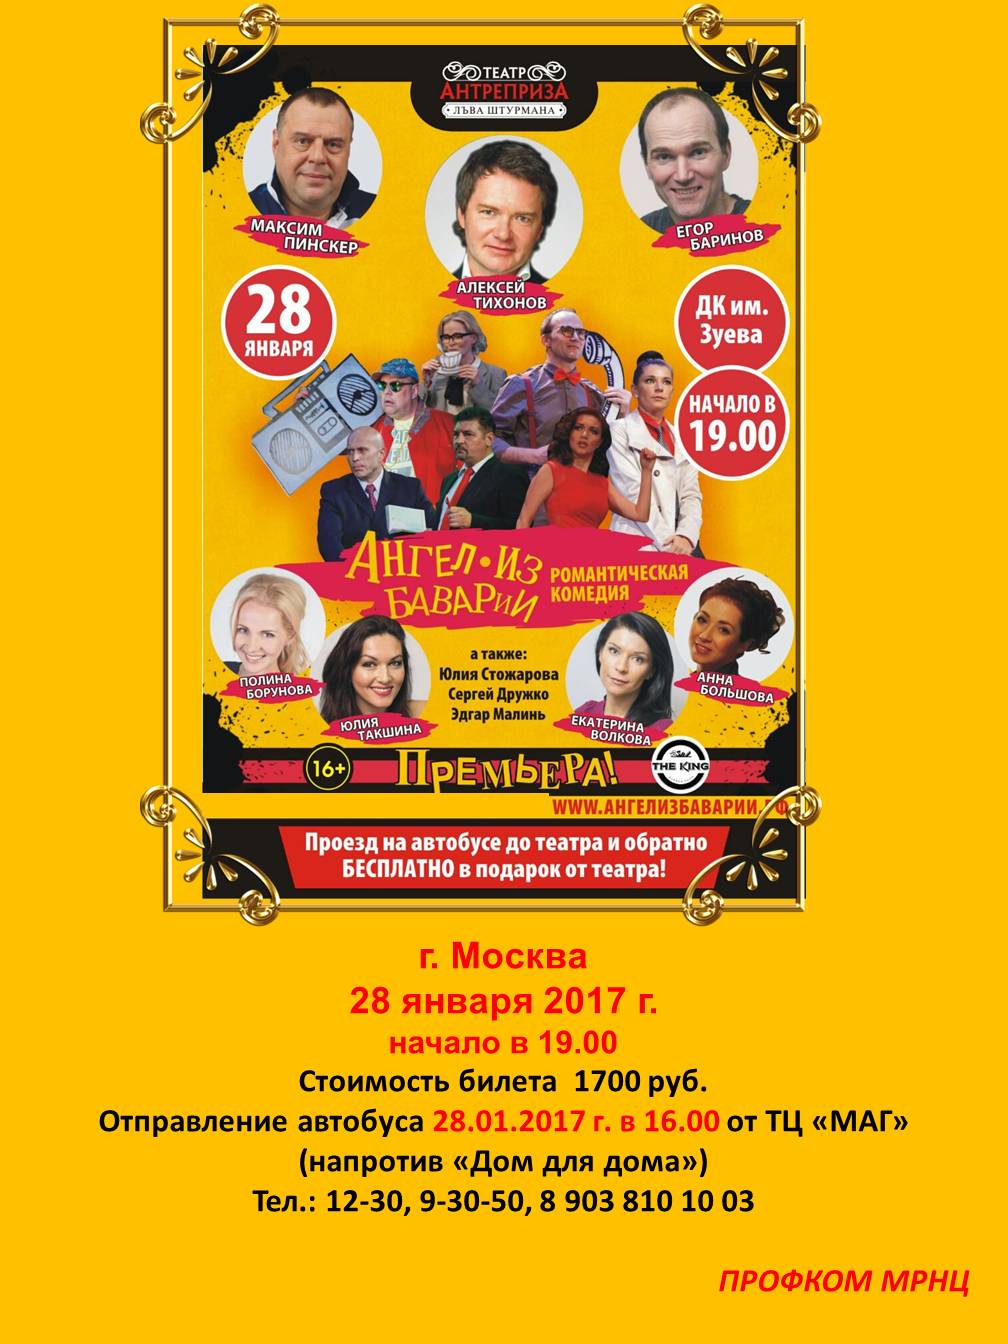 ТЕАТР
АНТРЕПРИЗА
ЛЬВА ШТУРМАНА
МАКСИМ
ПИНСКЕР
ЕГОР
БАРИНОВ
АЛЕКСЕЙ
ТИХОНОВ
28
ЯНВАРЯ
ДК им.
Зуева
НАЧАЛО В
19.00
АНГЕЛ•ИЗ
БАВАРИИ
РОМАНТИЧЕСКАЯ
КОМЕДИЯ
ПОЛИНА
БОРУНОВА
ЮЛИЯ
ТАКШИНА
а также:
Юлия Стожарова
Сергей Дружко
Эдгар Малинь
ЕКАТЕРИНА
ВОЛКОВА
АННА
БОЛЬШОВА
16+
ПРЕМЬЕРА!
THE KING
WWW.АНГЕЛИЗБАВАРИИ.РФ
Проезд на автобусе до театра и обратно
БЕСПЛАТНО в подарок от театра!
г. Москва
28 января 2017 г.
начало в 19.00
Стоимость билета 1700 руб.
Отправление автобуса 28.01.2017 г. в 16.00 от ТЦ «МАГ»
(напротив «Дом для дома»)
Тел.: 12-30, 9-30-50, 8 903 810 10 03
ПРОФКОМ МРНЦ